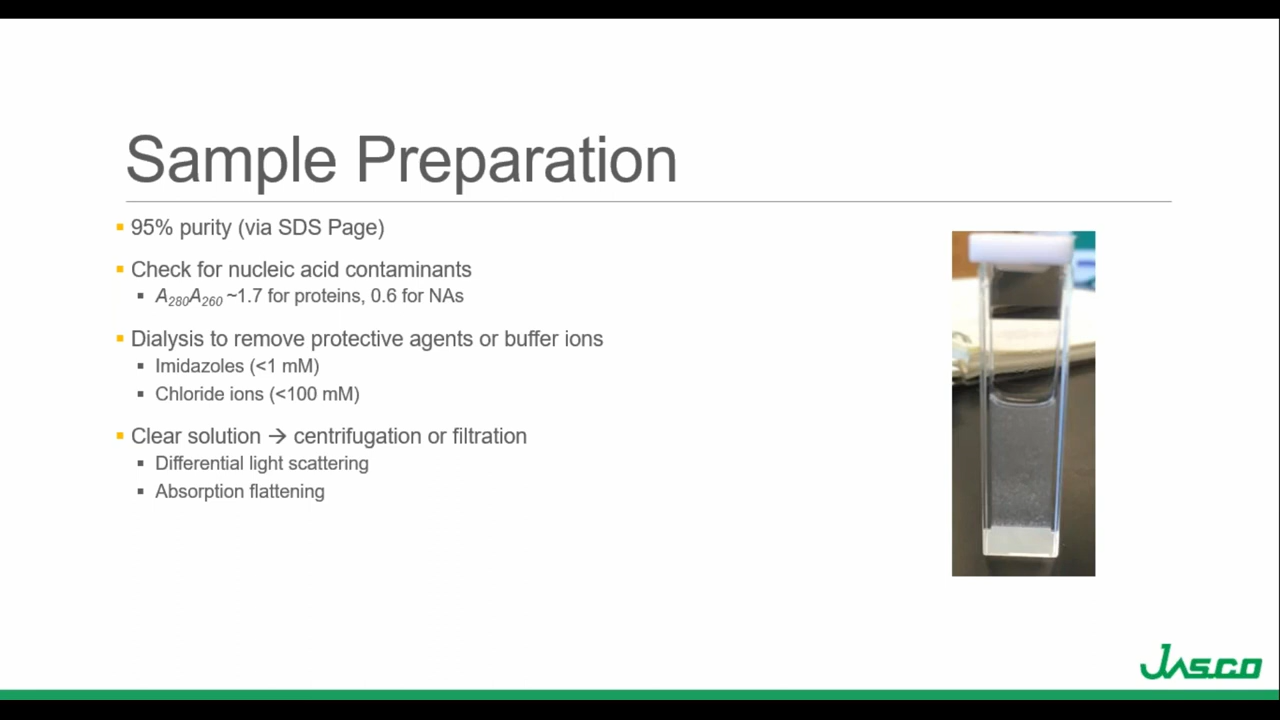 Sample Preparation
95% purity (via SDS Page)
Check for nucleic acid contaminants
A280A260 ~1.7 for proteins, 0.6 for NAs
Dialysis to remove protective agents or buffer ions
Imidazoles (<1 mM)
Chloride ions (<100 mM)
Clear solution → centrifugation or filtration
Differential light scattering
Absorption flattening
Jasco